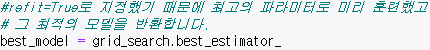 #refit=True로 지정했기 때문에 최고의 파라미터로 미리 훈련했고
# 그 최적의 모델을 반환합니다.
best_model = grid_search.best_estimator_